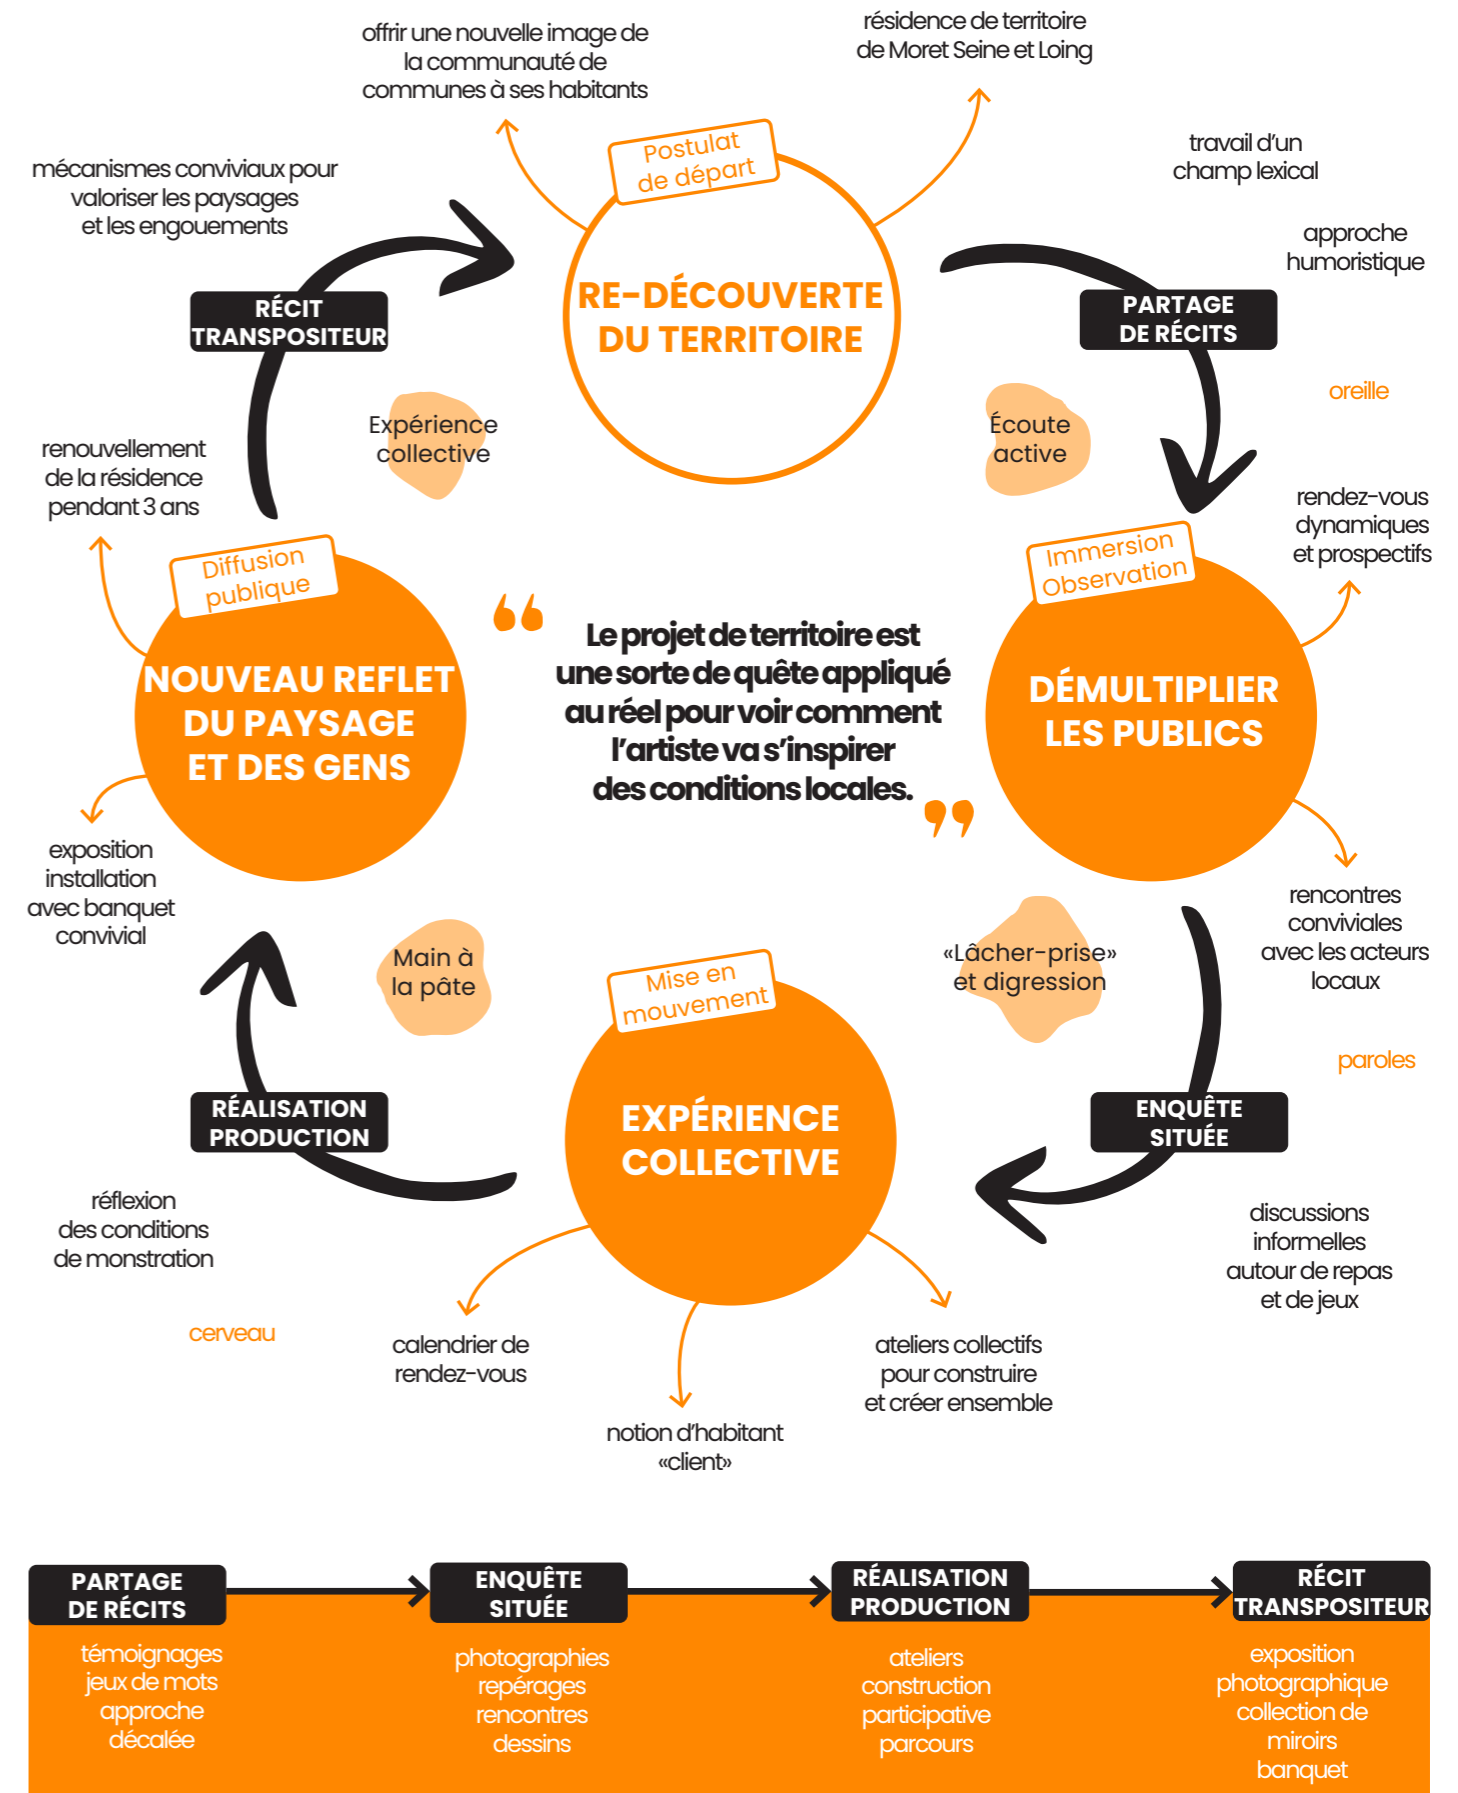 offrir une nouvelle image de
la communauté de
communes à ses habitants
résidence de territoire
de Moret Seine et Loing
Postulat
de départ
RE-DÉCOUVERTE
DU TERRITOIRE
travail d'un
champ lexical
approche
humoristique
PARTAGE
DE RÉCITS
oreille
Écoute
active
rendez-vous
dynamiques
et prospectifs
Immersion
Observation
DÉMULTIPLIER
LES PUBLICS
rencontres
conviviales
avec les acteurs
locaux
paroles
«Lâcher-prise»
et digression
ENQUÊTE
SITUÉE
discussions
informelles
autour de repas
et de jeux
Mise en
mouvement
EXPÉRIENCE
COLLECTIVE
ateliers collectifs
pour construire
et créer ensemble
notion d'habitant
«client»
calendrier de
rendez-vous
Main à
la pâte
RÉALISATION
PRODUCTION
réflexion
des conditions
de monstration
cerveau
Diffusion
publique
NOUVEAU REFLET
DU PAYSAGE
ET DES GENS
exposition
installation
avec banquet
convivial
renouvellement
de la résidence
pendant 3 ans
Expérience
collective
RÉCIT
TRANSPOSITEUR
mécanismes conviviaux pour
valoriser les paysages
et les engouements
“
Le projet de territoire est
une sorte de quête appliqué
au réel pour voir comment
l'artiste va s'inspirer
des conditions locales.
”
PARTAGE
DE RÉCITS
témoignages
jeux de mots
approche
décalée
ENQUÊTE
SITUÉE
photographies
repérages
rencontres
dessins
RÉALISATION
PRODUCTION
ateliers
construction
participative
parcours
RÉCIT
TRANSPOSITEUR
exposition
photographique
collection de
miroirs
banquet